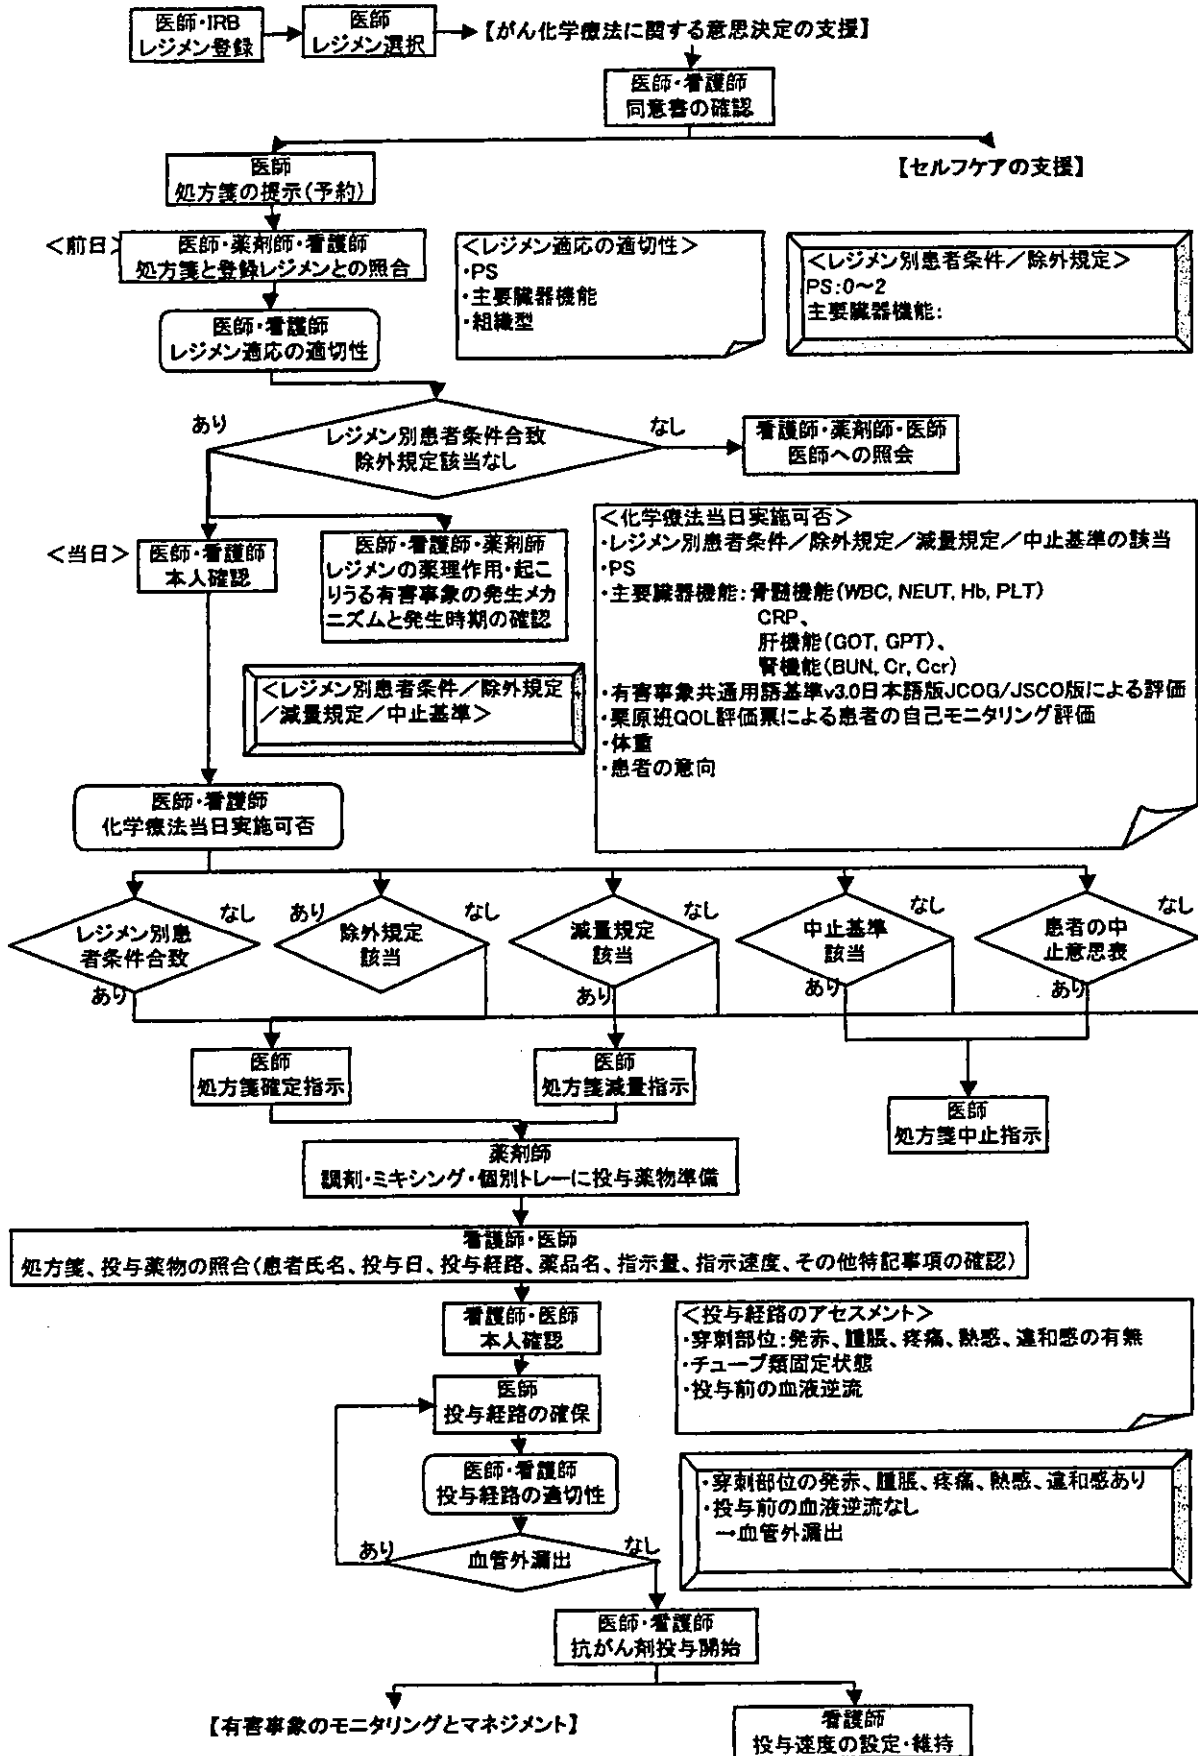 医師・IRB
レジメン登録
医師
レジメン選択
【がん化学療法に関する意思決定の支援】
医師・看護師
同意書の確認
医師
処方箋の提示(予約)
【セルフケアの支援】
<前日>
医師・薬剤師・看護師
処方箋と登録レジメンとの照合
<レジメン適応の適切性>
・PS
・主要臓器機能
・組織型
<レジメン別患者条件/除外規定>
PS:0~2
主要臓器機能:
医師・看護師
レジメン適応の適切性
あり
レジメン別患者条件合致
除外規定該当なし
なし
看護師・薬剤師・医師
医師への照会
<当日>
医師・看護師
本人確認
医師・看護師・薬剤師
レジメンの薬理作用・起こ
りうる有害事象の発生メカ
ニズムと発生時期の確認
<化学療法当日実施可否>
・レジメン別患者条件/除外規定/減量規定/中止基準の該当
・PS
・主要臓器機能:骨髄機能(WBC, NEUT, Hb, PLT)
CRP、
肝機能(GOT, GPT)、
腎機能(BUN, Cr, Ccr)
・有害事象共通用語基準v3.0日本語版JCOG/JSCO版による評価
・栗原班QOL評価票による患者の自己モニタリング評価
・体重
・患者の意向
<レジメン別患者条件/除外規定
/減量規定/中止基準>
医師・看護師
化学療法当日実施可否
レジメン別患
者条件合致
なし
あり
あり
除外規定
該当
なし
減量規定
該当
なし
あり
中止基準
該当
なし
あり
患者の中
止意思表
なし
あり
医師
処方箋確定指示
医師
処方箋減量指示
医師
処方箋中止指示
薬剤師
調剤・ミキシング・個別トレーに投与薬物準備
看護師・医師
処方箋、投与薬物の照合(患者氏名、投与日、投与経路、薬品名、指示量、指示速度、その他特記事項の確認)
看護師・医師
本人確認
<投与経路のアセスメント>
・穿刺部位:発赤、腫脹、疼痛、熱感、違和感の有無
・チューブ類固定状態
・投与前の血液逆流
医師
投与経路の確保
医師・看護師
投与経路の適切性
・穿刺部位の発赤、腫脹、疼痛、熱感、違和感あり
・投与前の血液逆流なし
→血管外漏出
あり
血管外漏出
なし
医師・看護師
抗がん剤投与開始
【有害事象のモニタリングとマネジメント】
看護師
投与速度の設定・維持